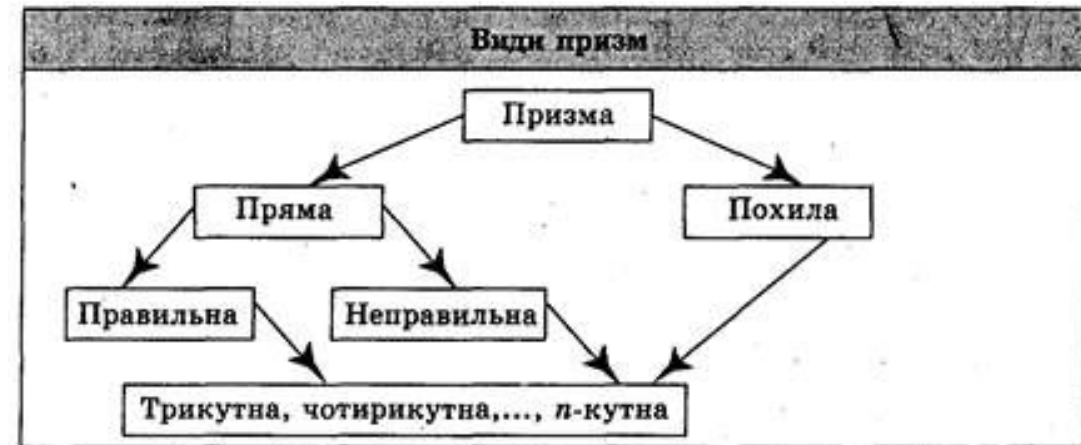 Види призм
Призма
Пряма Похила
Правильна Неправильна
Трикутна, чотирикутна,..., n-кутна